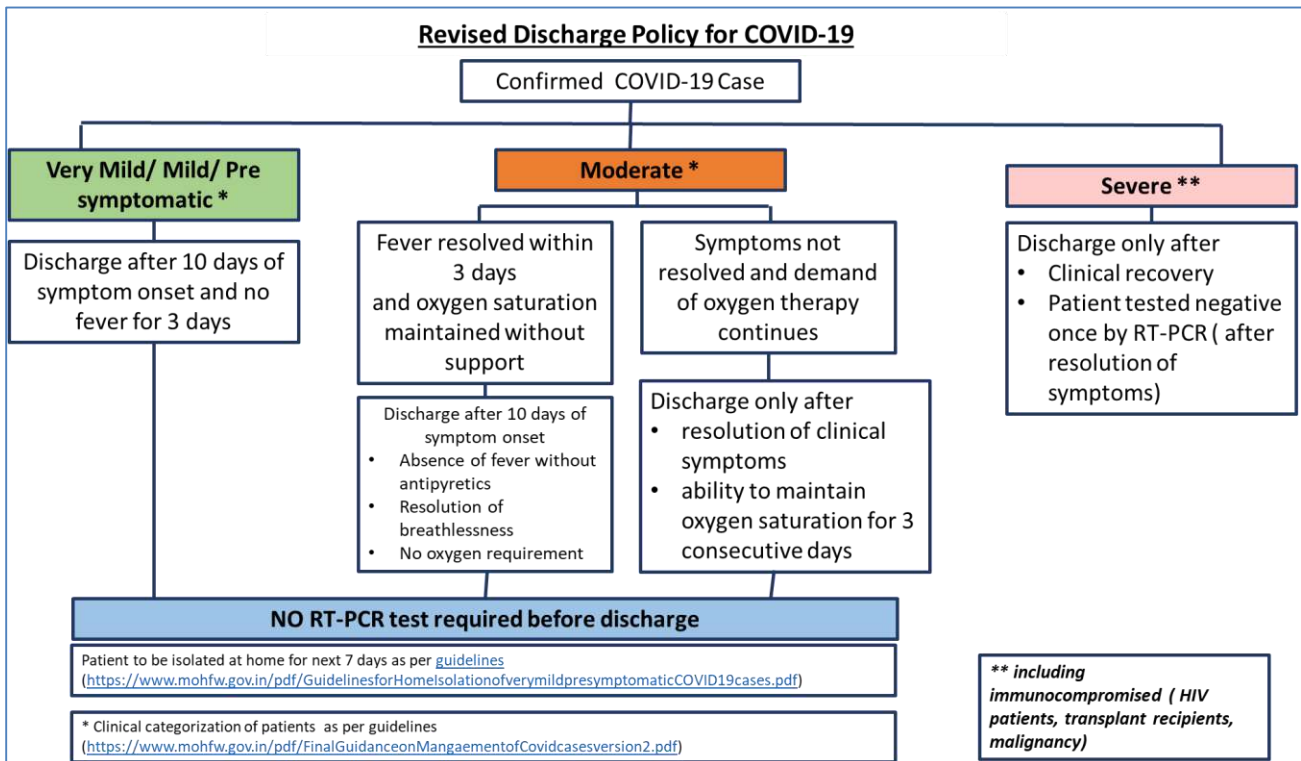 Revised Discharge Policy for COVID-19
Confirmed COVID-19 Case
Very Mild/ Mild/ Pre
symptomatic *
Discharge after 10 days of
symptom onset and no
fever for 3 days
Moderate *
Fever resolved within
3 days
and oxygen saturation
maintained without
support
Discharge after 10 days of
symptom onset
• Absence of fever without
antipyretics
• Resolution of
breathlessness
• No oxygen requirement
Symptoms not
resolved and demand
of oxygen therapy
continues
Discharge only after
• resolution of clinical
symptoms
• ability to maintain
oxygen saturation for 3
consecutive days
Severe **
Discharge only after
• Clinical recovery
• Patient tested negative
once by RT-PCR ( after
resolution of
symptoms)
NO RT-PCR test required before discharge
Patient to be isolated at home for next 7 days as per guidelines
(https://www.mohfw.gov.in/pdf/GuidelinesforHomeIsolationofverymildpresymptomaticCOVID19cases.pdf)
* Clinical categorization of patients as per guidelines
(https://www.mohfw.gov.in/pdf/FinalGuidanceonMangaementofCovidcasesversion2.pdf)
** including
immunocompromised ( HIV
patients, transplant recipients,
malignancy)